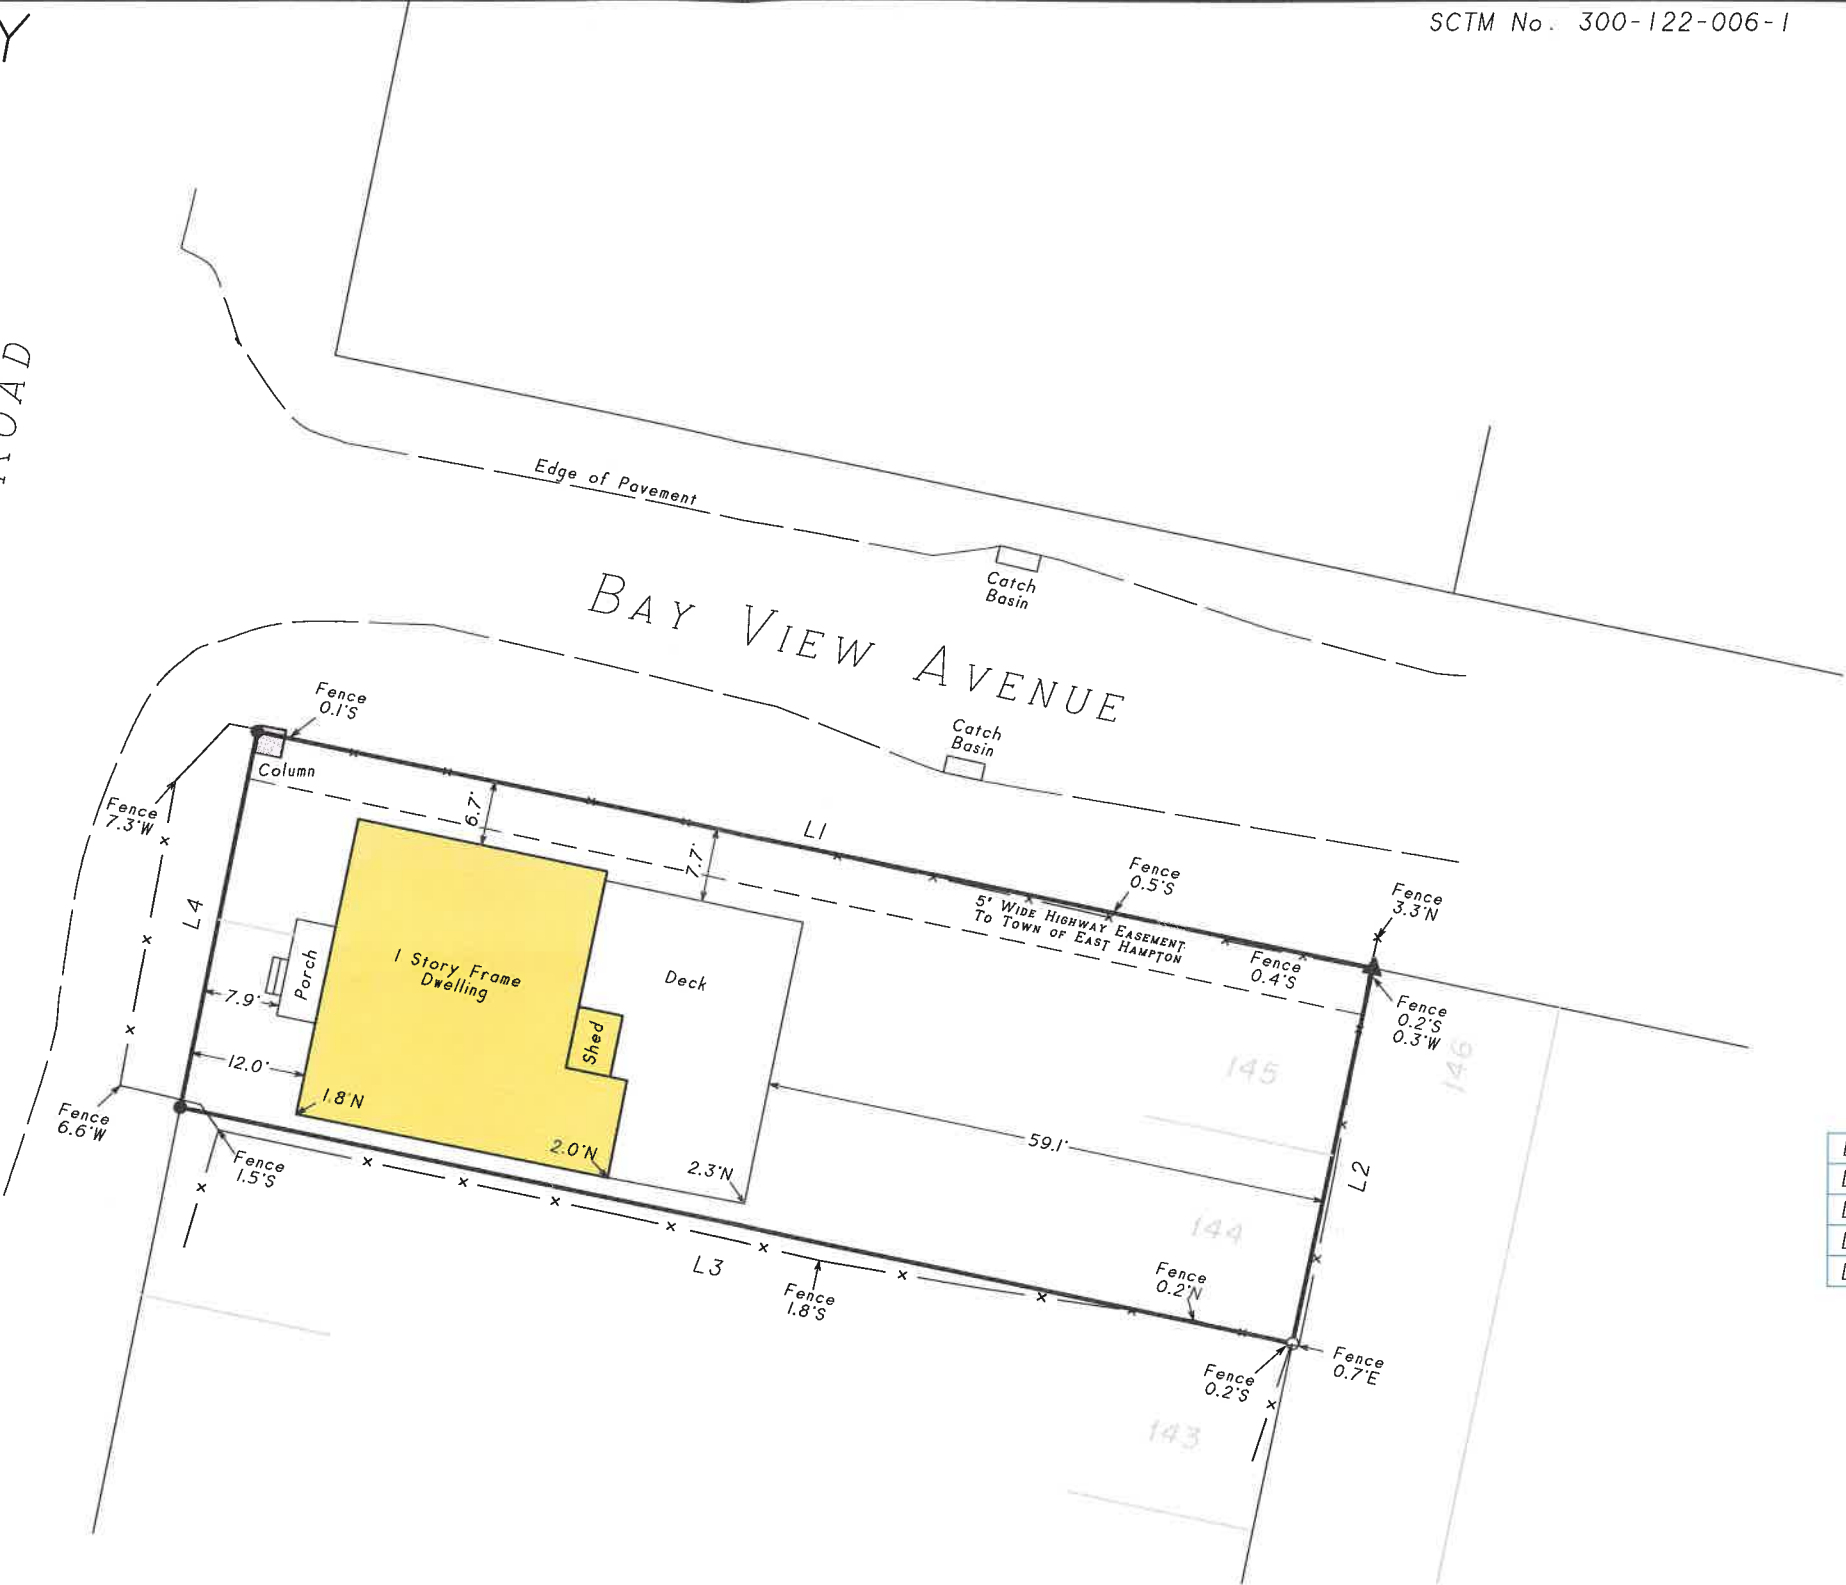 Y
SCTM No. 300-122-006-1
ROAD
Edge of Pavement
Catch
Basin
BAY VIEW AVENUE
Fence
0.1'S
Catch
Basin
Column
Fence
7.3'W
6.7'
L1
7.7'
Fence
0.5'S
Fence
3.3'N
5' WIDE HIGHWAY EASEMENT
TO TOWN OF EAST HAMPTON
L4
Porch
1 Story Frame
Dwelling
Deck
Fence
0.4'S
7.9'
Fence
0.2'S
0.3'W
Shed
145
146
12.0'
1.8'N
Fence
6.6'W
59.1'
2.0'N
2.3'N
Fence
1.5'S
L2
144
L3
Fence
1.8'S
Fence
0.2'N
Fence
0.2'S
Fence
0.7'E
143